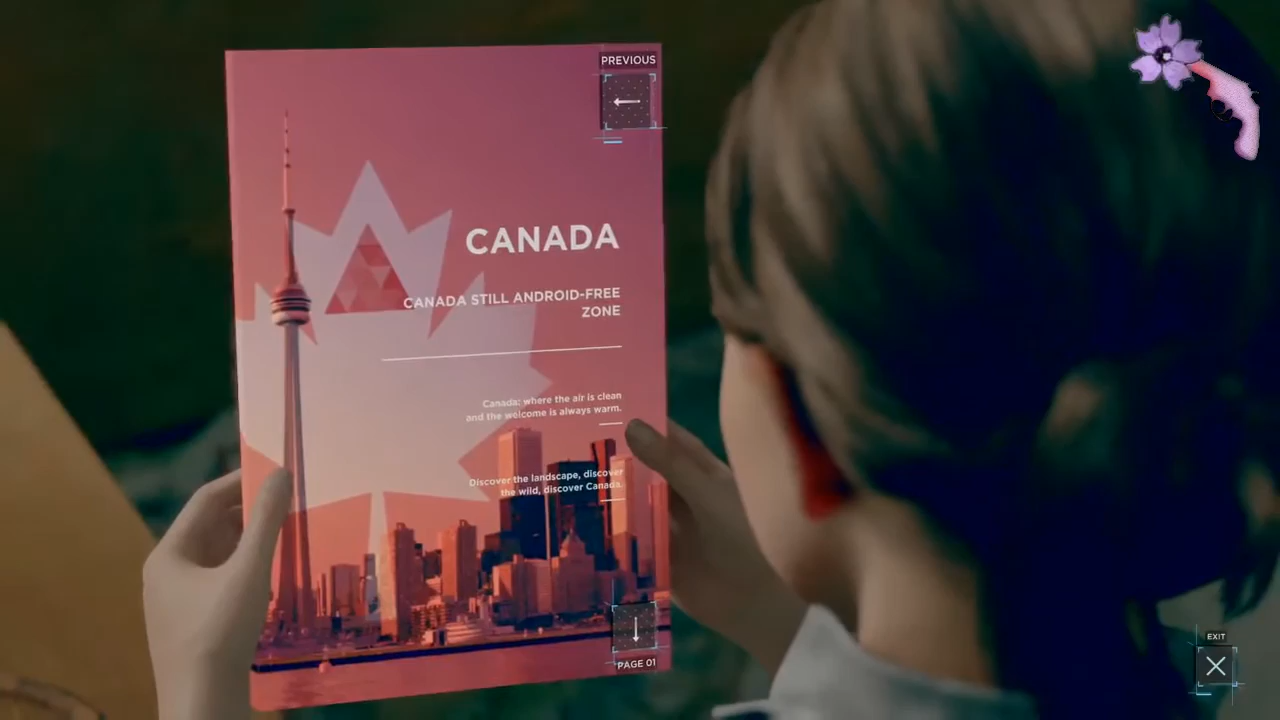 PREVIOUS
CANADA
CANADA STILL ANDROID-FREE
ZONE
Canada: where the air is clean
and the welcome is always warm.
Discover the landscape, discover
the wild, discover Canada.
PAGE 01
EXIT